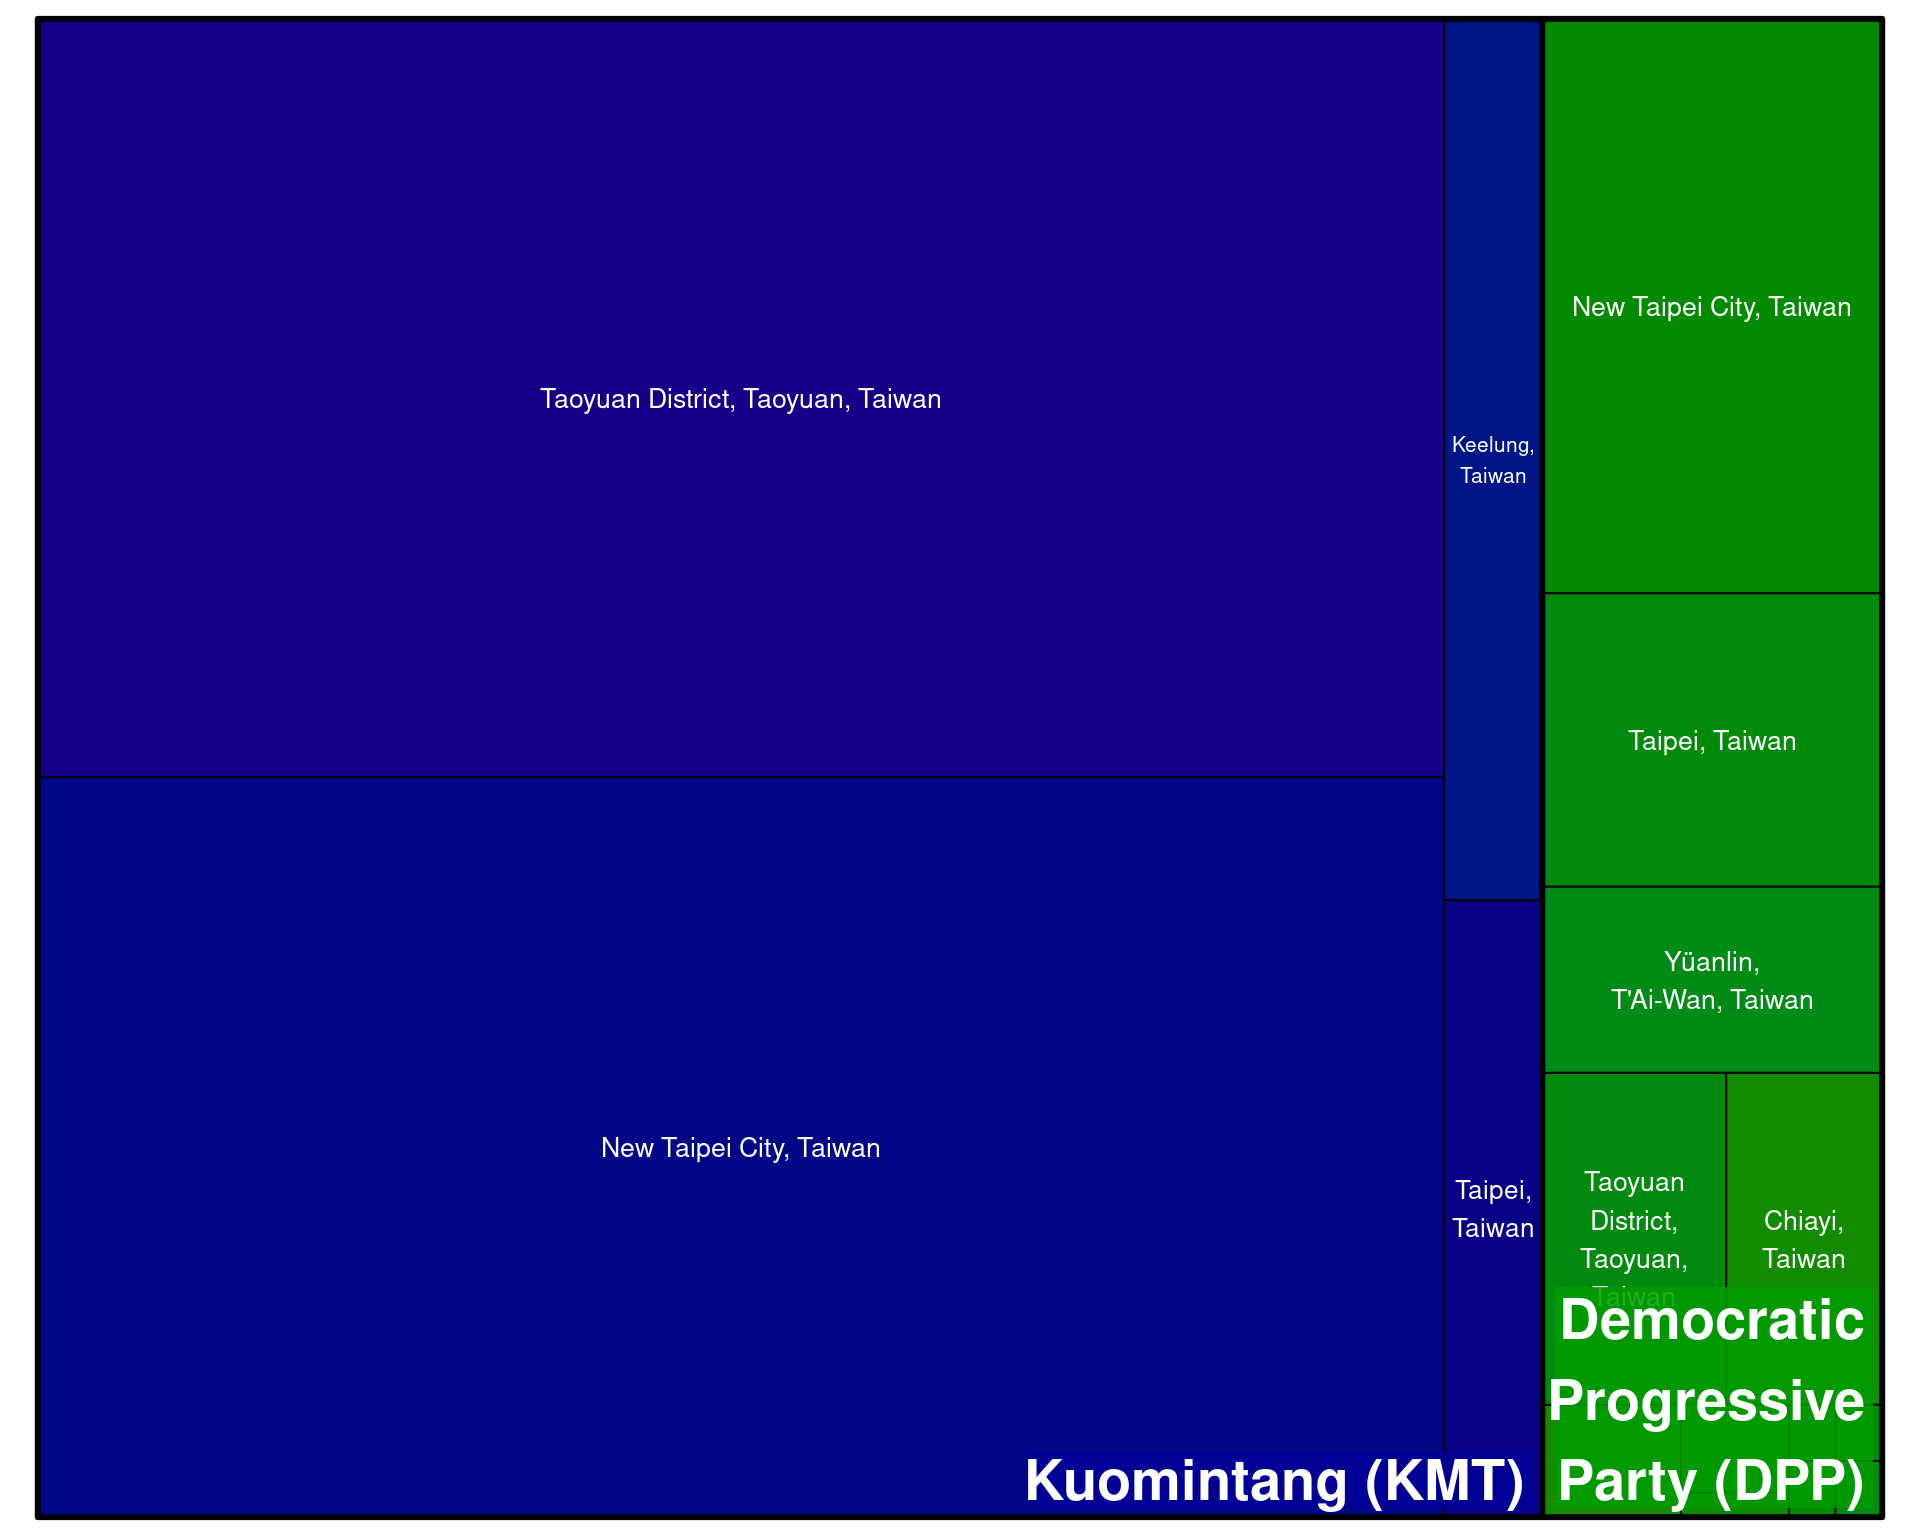 Taoyuan District, Taoyuan, Taiwan
Keelung,
Taiwan
New Taipei City, Taiwan
Taipei,
Taiwan
Kuomintang (KMT)
New Taipei City, Taiwan
Taipei, Taiwan
Yüanlin,
T'Ai-Wan, Taiwan
Taoyuan
District,
Taoyuan,
Taiwan
Chiayi,
Taiwan
Democratic
Progressive
Party (DPP)